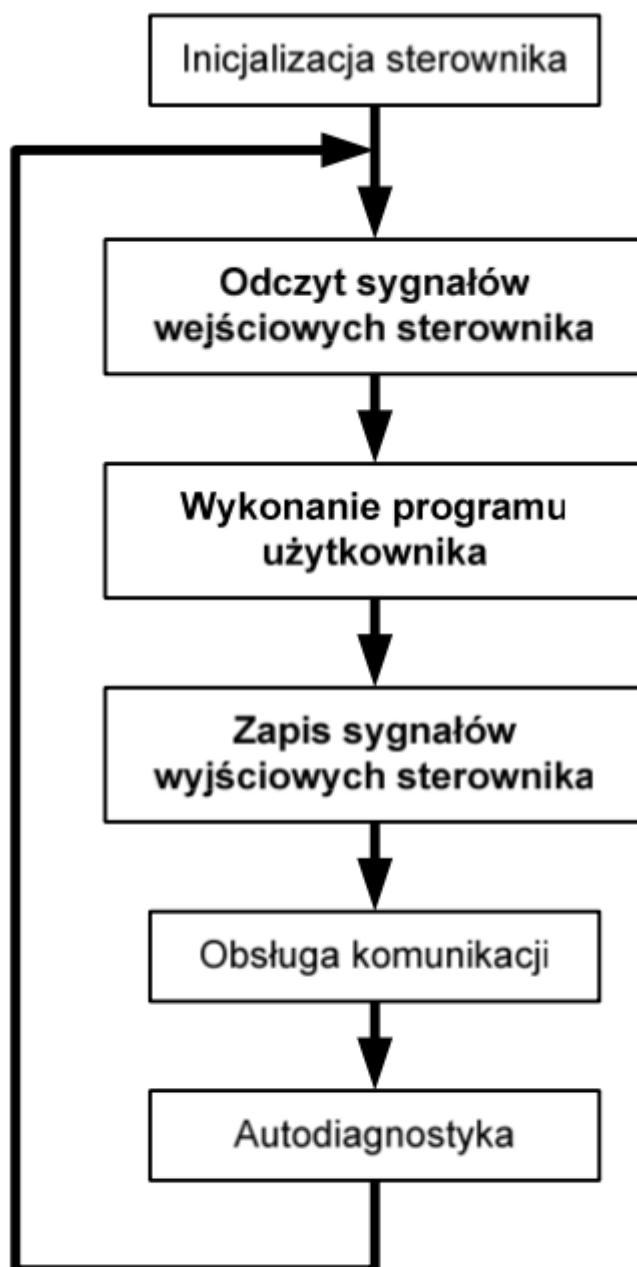 Inicjalizacja sterownika
Odczyt sygnałów
wejściowych sterownika
Wykonanie programu
użytkownika
Zapis sygnałów
wyjściowych sterownika
Obsługa komunikacji
Autodiagnostyka